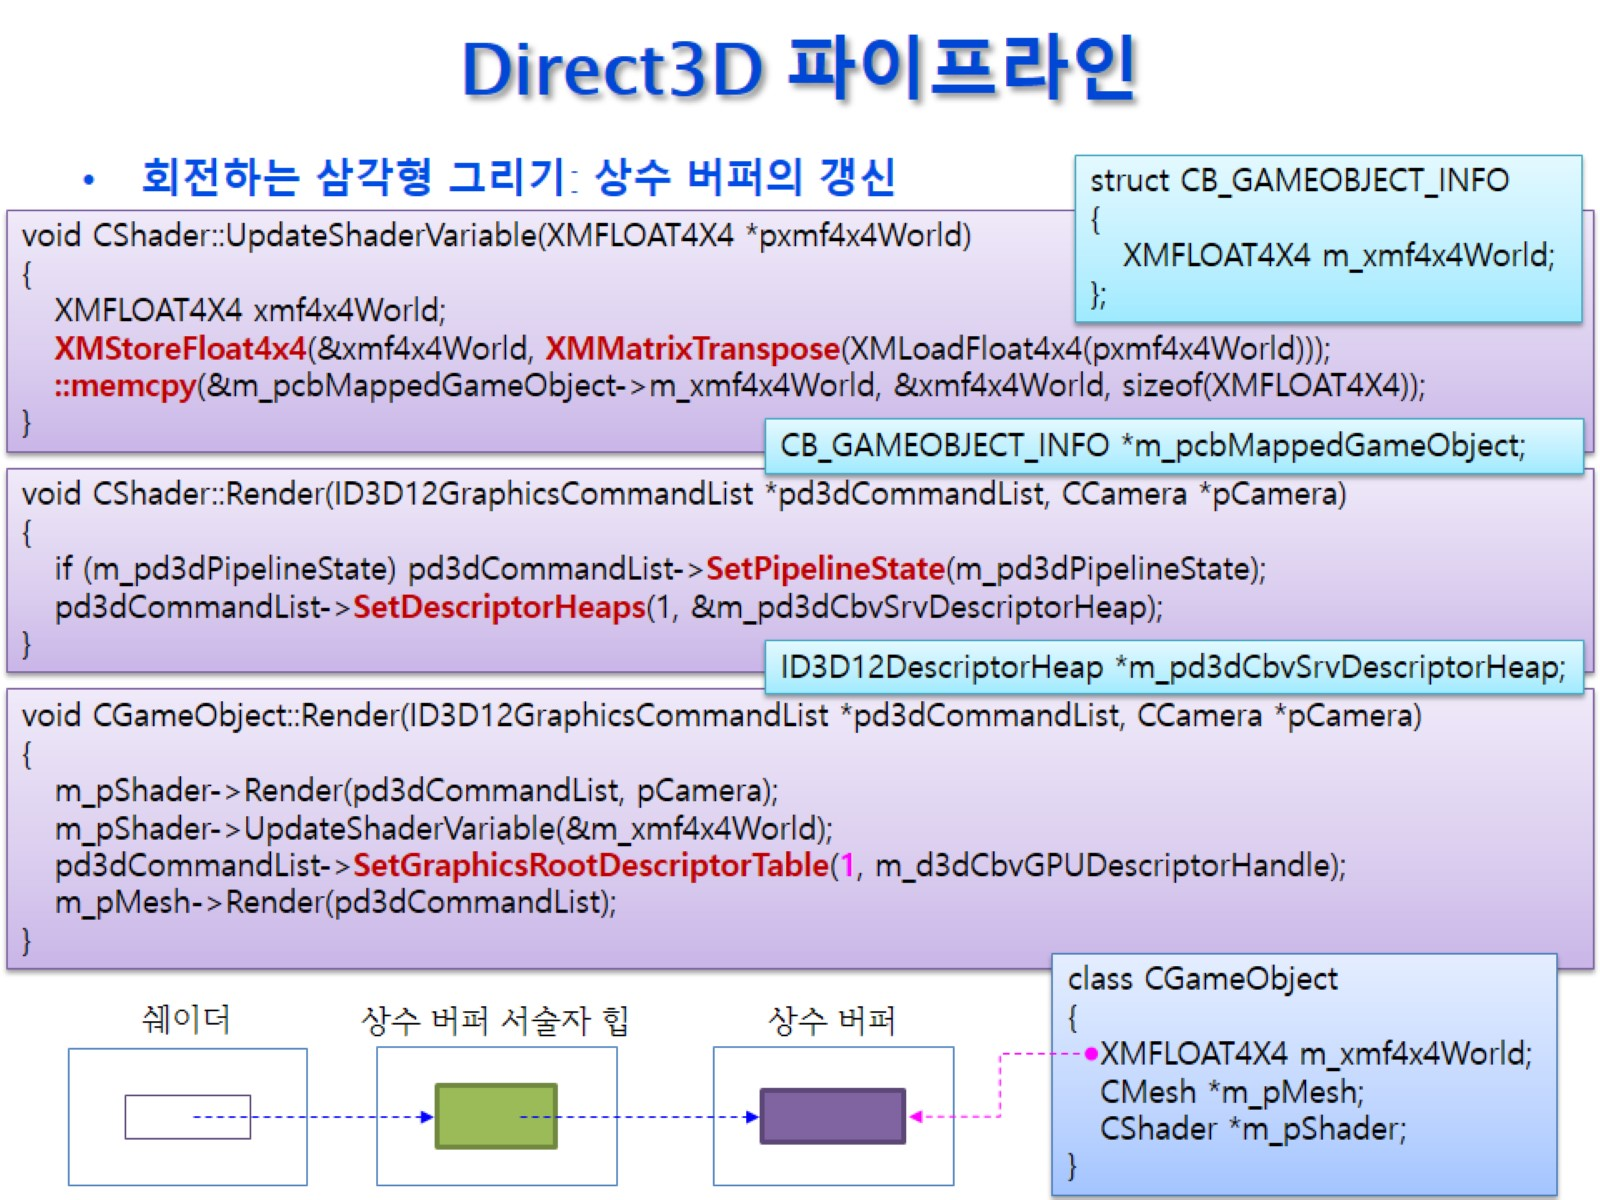 Direct3D 파이프라인
• 회전하는 삼각형 그리기: 상수 버퍼의 갱신
struct CB_GAMEOBJECT_INFO
{
XMFLOAT4X4 m_xmf4x4World;
};
void CShader::UpdateShaderVariable(XMFLOAT4X4 *pxmf4x4World)
{
XMFLOAT4X4 xmf4x4World;
XMStoreFloat4x4(&xmf4x4World, XMMatrixTranspose(XMLoadFloat4x4(pxmf4x4World)));
::memcpy(&m_pcbMappedGameObject->m_xmf4x4World, &xmf4x4World, sizeof(XMFLOAT4X4));
}
CB_GAMEOBJECT_INFO *m_pcbMappedGameObject;
void CShader::Render(ID3D12GraphicsCommandList *pd3dCommandList, CCamera *pCamera)
{
if (m_pd3dPipelineState) pd3dCommandList->SetPipelineState(m_pd3dPipelineState);
pd3dCommandList->SetDescriptorHeaps(1, &m_pd3dCbvSrvDescriptorHeap);
}
ID3D12DescriptorHeap *m_pd3dCbvSrvDescriptorHeap;
void CGameObject::Render(ID3D12GraphicsCommandList *pd3dCommandList, CCamera *pCamera)
{
m_pShader->Render(pd3dCommandList, pCamera);
m_pShader->UpdateShaderVariable(&m_xmf4x4World);
pd3dCommandList->SetGraphicsRootDescriptorTable(1, m_d3dCbvGPUDescriptorHandle);
m_pMesh->Render(pd3dCommandList);
}
쉐이더
상수 버퍼 서술자 힙
상수 버퍼
class CGameObject
{
XMFLOAT4X4 m_xmf4x4World;
CMesh *m_pMesh;
CShader *m_pShader;
}